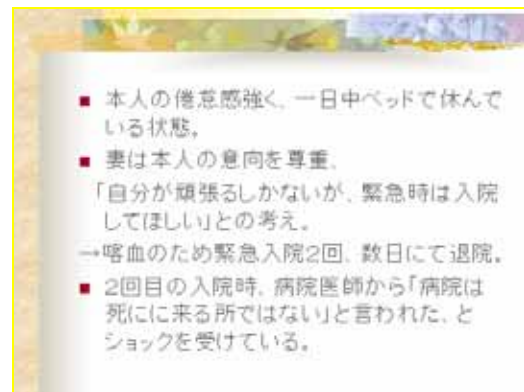 ■ 本人の倦怠感強く、一日中ベッドで休んで
いる状態。
■ 妻は本人の意向を尊重、
「自分が頑張るしかないが、緊急時は入院
してほしい」との考え。
→喀血のため緊急入院2回、数日にて退院。
■ 2回目の入院時、病院医師から「病院は
死にに来る所ではない」と言われた、と
ショックを受けている。